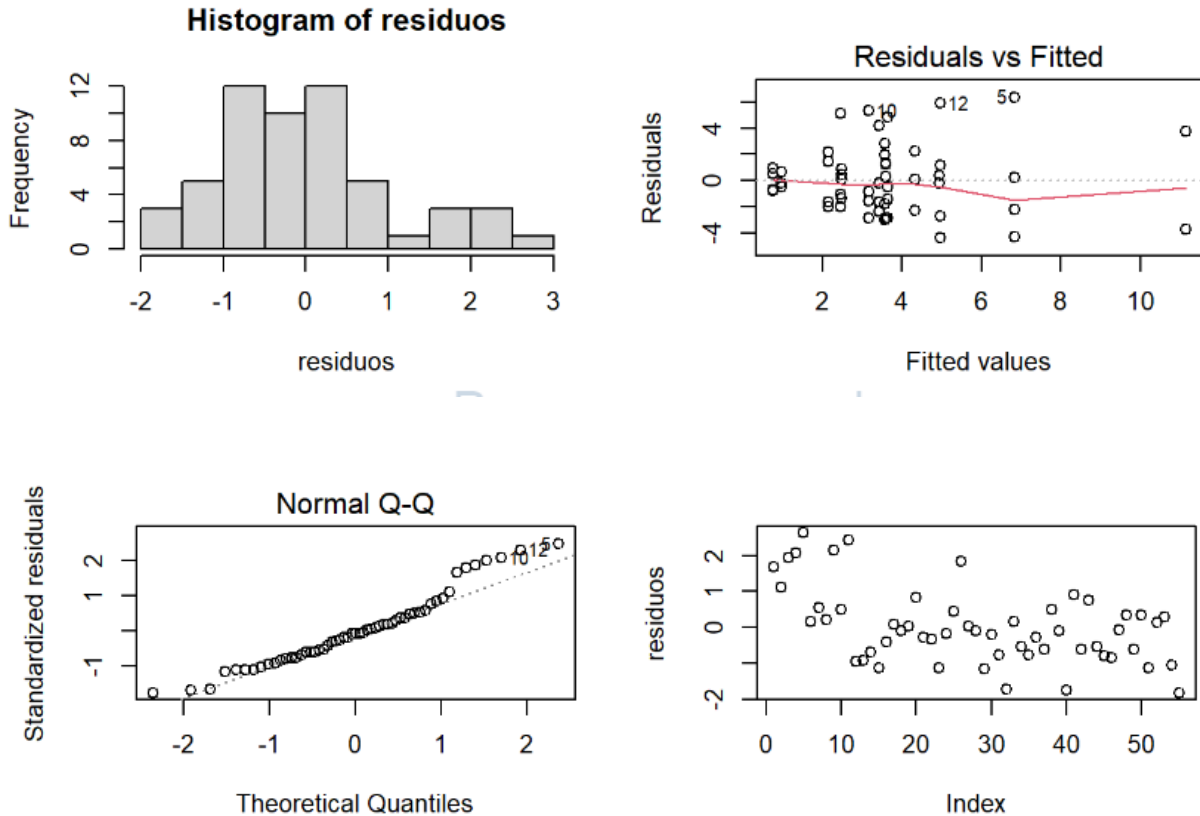 Histogram of residuos
Frequency
12
8
4
0
-2 -1 0 1 2 3
residuos
Residuals vs Fitted
Residuals
4
0
-4
10 12 5
2 4 6 8 10
Fitted values
Normal Q-Q
Standardized residuals
2
1
-1
10 12 5
-2 -1 0 1 2
Theoretical Quantiles
residuos
2
1
0
-2
0 10 20 30 40 50
Index